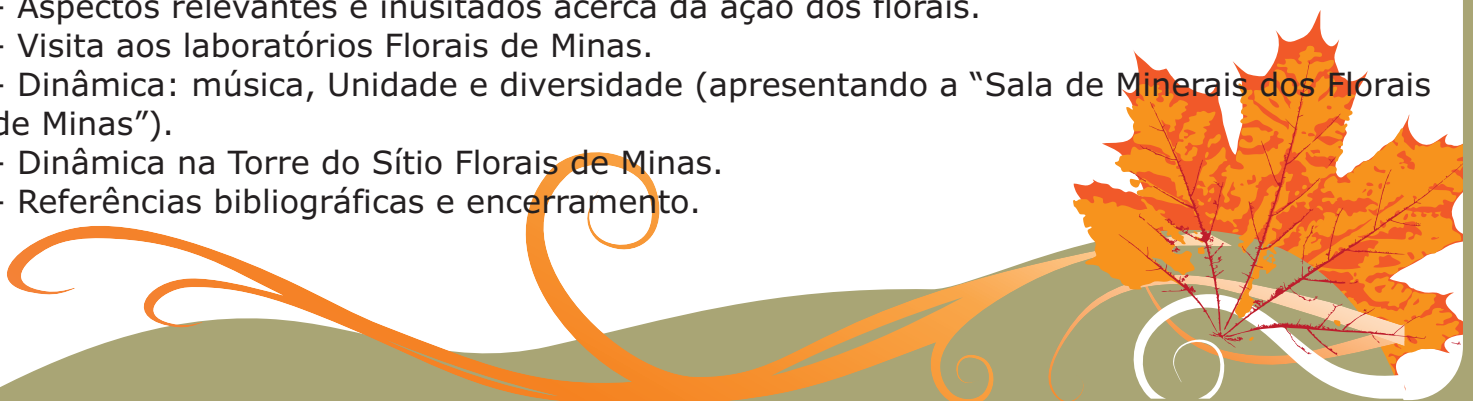 - Aspectos relevantes e inusitados acerca da ação dos florais.
- Visita aos laboratórios Florais de Minas.
- Dinâmica: música, Unidade e diversidade (apresentando a “Sala de Minerais dos Florais
de Minas”).
- Dinâmica na Torre do Sítio Florais de Minas.
- Referências bibliográficas e encerramento.